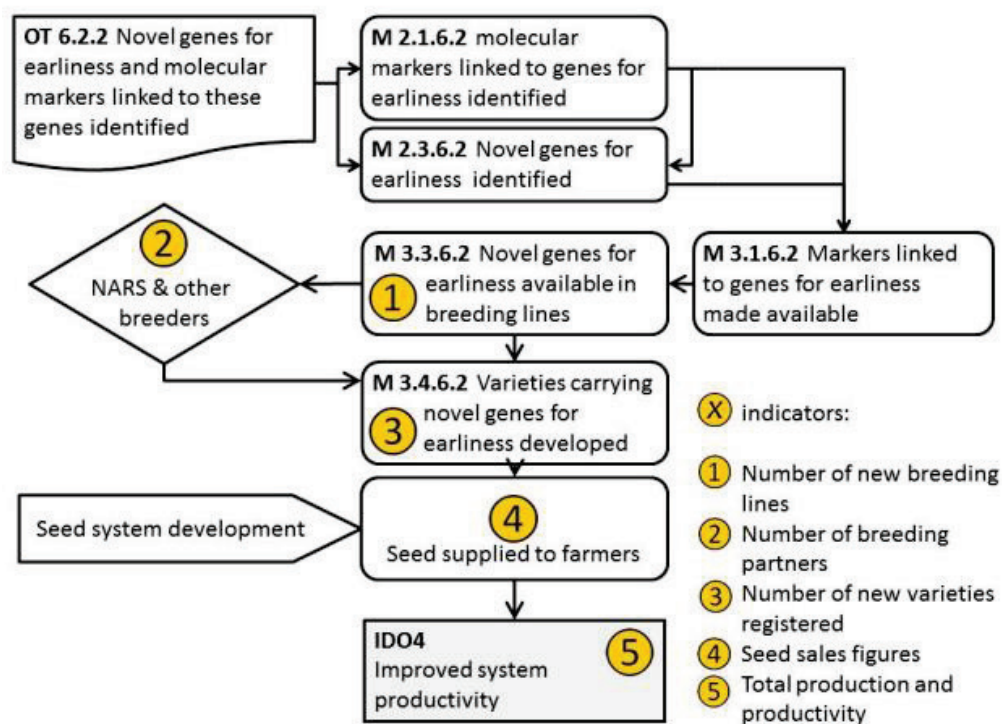 OT 6.2.2 Novel genes for
earliness and molecular
markers linked to these
genes identified
M 2.1.6.2 molecular
markers linked to genes for
earliness identified
M 2.3.6.2 Novel genes for
earliness identified
2
NARS & other
breeders
M 3.3.6.2 Novel genes for
earliness available in
1 breeding lines
M 3.1.6.2 Markers linked
to genes for earliness
made available
M 3.4.6.2 Varieties carrying
novel genes for
3 earliness developed
Seed system development
4
Seed supplied to farmers
IDO4
Improved system
productivity
5
X indicators:
1 Number of new breeding
lines
2 Number of breeding
partners
3 Number of new varieties
registered
4 Seed sales figures
5 Total production and
productivity